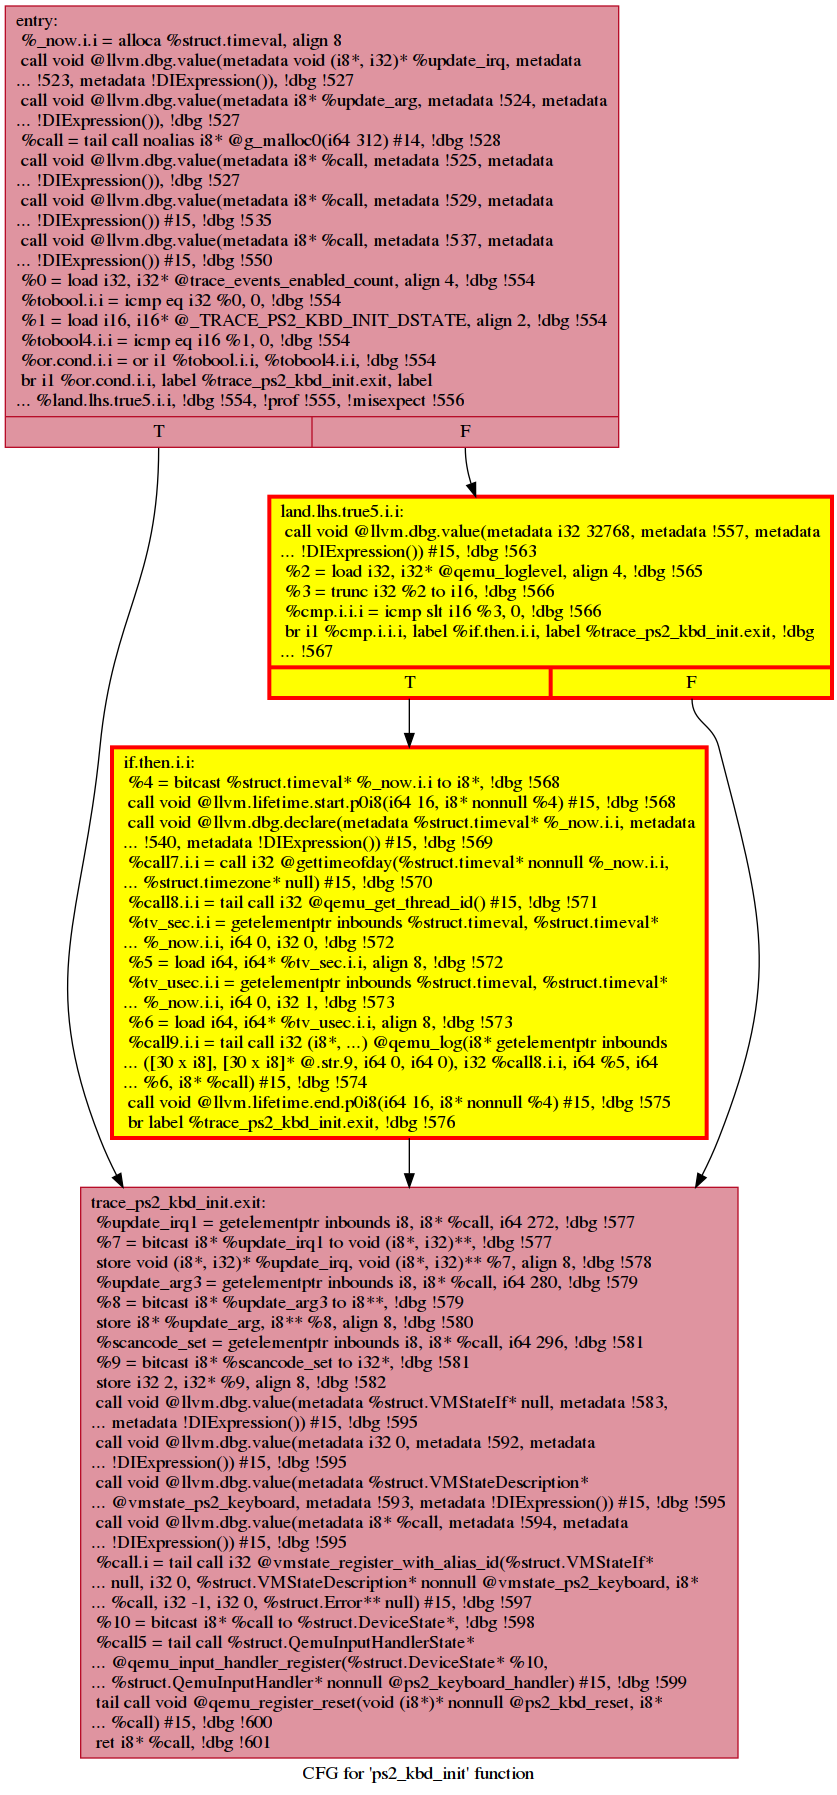 entry:
%_now.i.i = alloca %struct.timeval, align 8
call void @llvm.dbg.value(metadata void (i8*, i32)* %update_irq, metadata
... !523, metadata !DIExpression()), !dbg !527
call void @llvm.dbg.value(metadata i8* %update_arg, metadata !524, metadata
... !DIExpression()), !dbg !527
%call = tail call noalias i8* @g_malloc0(i64 312) #14, !dbg !528
call void @llvm.dbg.value(metadata i8* %call, metadata !525, metadata
... !DIExpression()), !dbg !527
call void @llvm.dbg.value(metadata i8* %call, metadata !529, metadata
... !DIExpression()) #15, !dbg !535
call void @llvm.dbg.value(metadata i8* %call, metadata !537, metadata
... !DIExpression()) #15, !dbg !550
%0 = load i32, i32* @trace_events_enabled_count, align 4, !dbg !554
%tobool.i.i = icmp eq i32 %0, 0, !dbg !554
%1 = load i16, i16* @_TRACE_PS2_KBD_INIT_DSTATE, align 2, !dbg !554
%tobool4.i.i = icmp eq i16 %1, 0, !dbg !554
%or.cond.i.i = or i1 %tobool.i.i, %tobool4.i.i, !dbg !554
br i1 %or.cond.i.i, label %trace_ps2_kbd_init.exit, label
... %land.lhs.true5.i.i, !dbg !554, !prof !555, !misexpect !556
T F
land.lhs.true5.i.i:
call void @llvm.dbg.value(metadata i32 32768, metadata !557, metadata
... !DIExpression()) #15, !dbg !563
%2 = load i32, i32* @qemu_loglevel, align 4, !dbg !565
%3 = trunc i32 %2 to i16, !dbg !566
%cmp.i.i.i = icmp slt i16 %3, 0, !dbg !566
br i1 %cmp.i.i.i, label %if.then.i.i, label %trace_ps2_kbd_init.exit, !dbg
... !567
T F
if.then.i.i:
%4 = bitcast %struct.timeval* %_now.i.i to i8*, !dbg !568
call void @llvm.lifetime.start.p0i8(i64 16, i8* nonnull %4) #15, !dbg !568
call void @llvm.dbg.declare(metadata %struct.timeval* %_now.i.i, metadata
... !540, metadata !DIExpression()) #15, !dbg !569
%call7.i.i = call i32 @gettimeofday(%struct.timeval* nonnull %_now.i.i,
... %struct.timezone* null) #15, !dbg !570
%call8.i.i = tail call i32 @qemu_get_thread_id() #15, !dbg !571
%tv_sec.i.i = getelementptr inbounds %struct.timeval, %struct.timeval*
... %_now.i.i, i64 0, i32 0, !dbg !572
%5 = load i64, i64* %tv_sec.i.i, align 8, !dbg !572
%tv_usec.i.i = getelementptr inbounds %struct.timeval, %struct.timeval*
... %_now.i.i, i64 0, i32 1, !dbg !573
%6 = load i64, i64* %tv_usec.i.i, align 8, !dbg !573
%call9.i.i = tail call i32 (i8*, ...) @qemu_log(i8* getelementptr inbounds
... ([30 x i8], [30 x i8]* @.str.9, i64 0, i64 0), i32 %call8.i.i, i64 %5, i64
... %6, i8* %call) #15, !dbg !574
call void @llvm.lifetime.end.p0i8(i64 16, i8* nonnull %4) #15, !dbg !575
br label %trace_ps2_kbd_init.exit, !dbg !576
trace_ps2_kbd_init.exit:
%update_irq1 = getelementptr inbounds i8, i8* %call, i64 272, !dbg !577
%7 = bitcast i8* %update_irq1 to void (i8*, i32)**, !dbg !577
store void (i8*, i32)* %update_irq, void (i8*, i32)** %7, align 8, !dbg !578
%update_arg3 = getelementptr inbounds i8, i8* %call, i64 280, !dbg !579
%8 = bitcast i8* %update_arg3 to i8**, !dbg !579
store i8* %update_arg, i8** %8, align 8, !dbg !580
%scancode_set = getelementptr inbounds i8, i8* %call, i64 296, !dbg !581
%9 = bitcast i8* %scancode_set to i32*, !dbg !581
store i32 2, i32* %9, align 8, !dbg !582
call void @llvm.dbg.value(metadata %struct.VMStateIf* null, metadata !583,
... metadata !DIExpression()) #15, !dbg !595
call void @llvm.dbg.value(metadata i32 0, metadata !592, metadata
... !DIExpression()) #15, !dbg !595
call void @llvm.dbg.value(metadata %struct.VMStateDescription*
... @vmstate_ps2_keyboard, metadata !593, metadata !DIExpression()) #15, !dbg !595
call void @llvm.dbg.value(metadata i8* %call, metadata !594, metadata
... !DIExpression()) #15, !dbg !595
%call.i = tail call i32 @vmstate_register_with_alias_id(%struct.VMStateIf*
... null, i32 0, %struct.VMStateDescription* nonnull @vmstate_ps2_keyboard, i8*
... %call, i32 -1, i32 0, %struct.Error** null) #15, !dbg !597
%10 = bitcast i8* %call to %struct.DeviceState*, !dbg !598
%call5 = tail call %struct.QemuInputHandlerState*
... @qemu_input_handler_register(%struct.DeviceState* %10,
... %struct.QemuInputHandler* nonnull @ps2_keyboard_handler) #15, !dbg !599
tail call void @qemu_register_reset(void (i8*)* nonnull @ps2_kbd_reset, i8*
... %call) #15, !dbg !600
ret i8* %call, !dbg !601
CFG for 'ps2_kbd_init' function